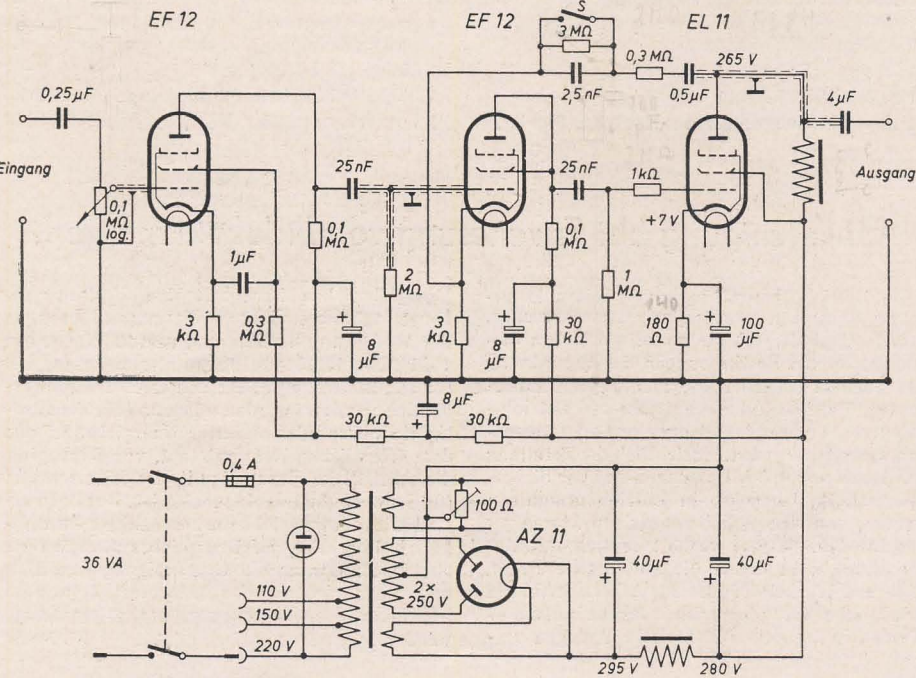 EF 12
EF 12
EL 11
S
3 MΩ
2,5 nF
0,3 MΩ
0,5 μF
265 V
4 μF
0,25 μF
Eingang
0,1
MΩ
log.
25 nF
25 nF
1 kΩ
+7 V
Ausgang
1 μF
0,1
MΩ
2
MΩ
0,1
MΩ
1
MΩ
3
kΩ
0,3
MΩ
+
8
μF
3
kΩ
+
8
μF
30
kΩ
180
Ω
+
100
μF
8 μF
+
30 kΩ
30 kΩ
0,4 A
100 Ω
AZ 11
36 VA
2×
250 V
40 μF
+
40 μF
+
110 V
150 V
220 V
295 V
280 V